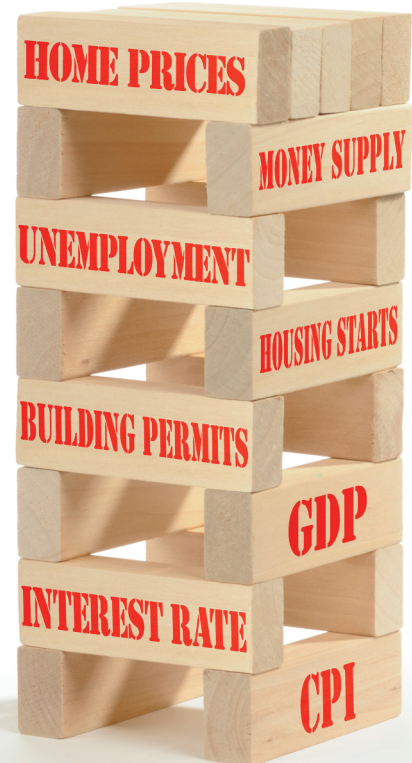 HOME PRICES
MONEY SUPPLY
UNEMPLOYMENT
HOUSING STARTS
BUILDING PERMITS
GDP
INTEREST RATE
CPI